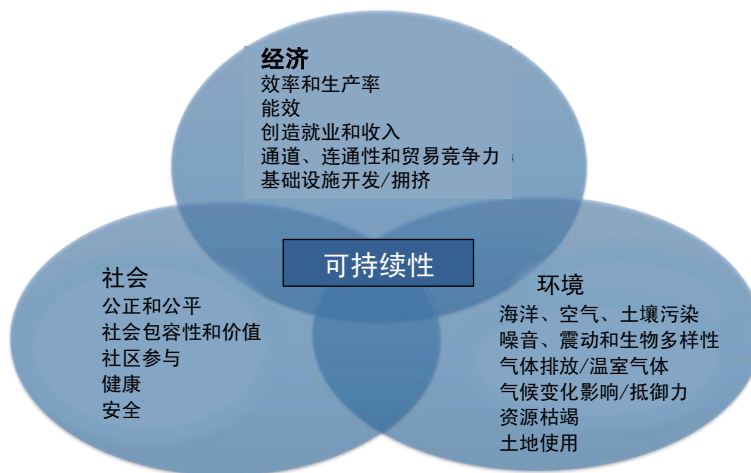 经济
效率和生产率
能效
创造就业和收入
通道、连通性和贸易竞争力
基础设施开发/拥挤
可持续性
社会
公正和公平
社会包容性和价值
社区参与
健康
安全
环境
海洋、空气、土壤污染
噪音、震动和生物多样性
气体排放/温室气体
气候变化影响/抵御力
资源枯竭
土地使用